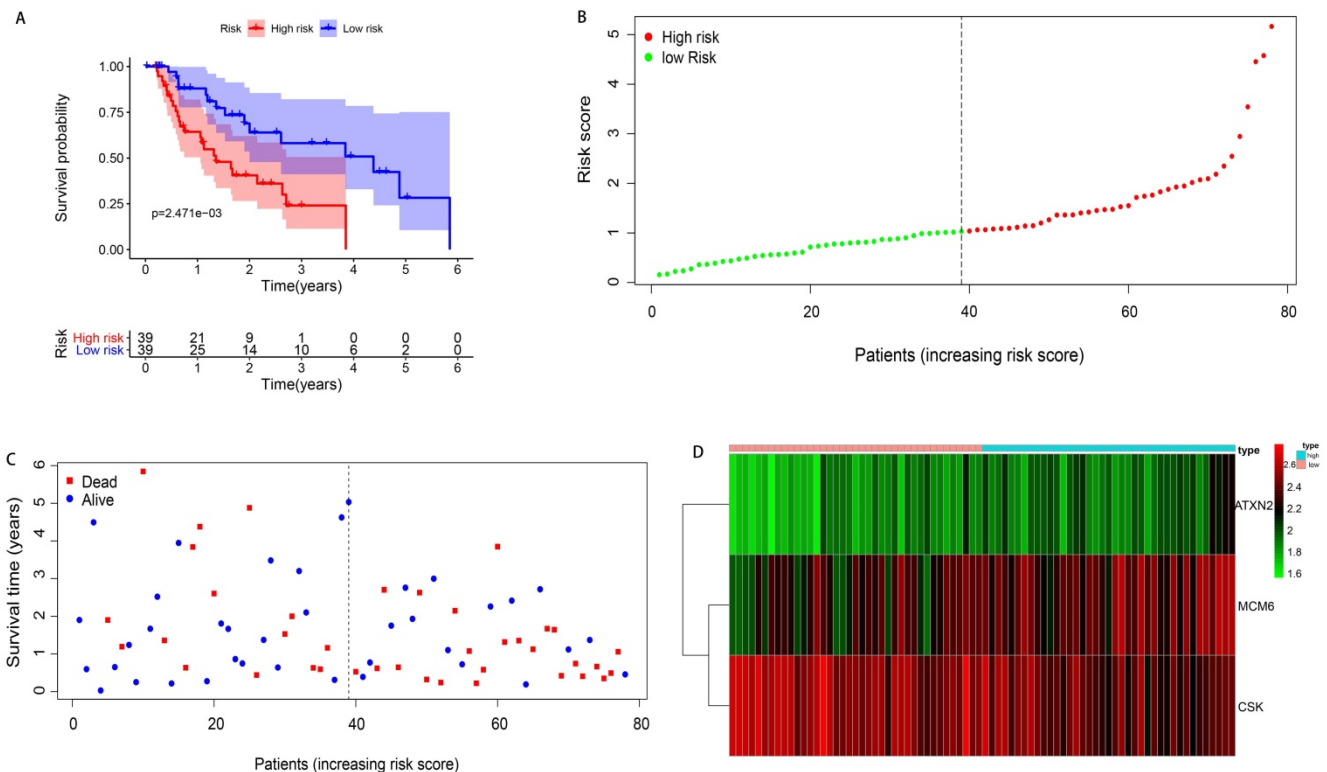 A
Risk High risk Low risk
Survival probability
1.00
0.75
0.50
0.25
0.00
p=2.471e−03
0 1 2 3 4 5 6
Time(years)
Risk
High risk 39 21 9 1 0 0 0
Low risk 39 25 14 10 6 2 0
0 1 2 3 4 5 6
Time(years)
B
High risk
low Risk
Risk score
5
4
3
2
1
0
0 20 40 60 80
Patients (increasing risk score)
C
Dead
Alive
Survival time (years)
6
5
4
3
2
1
0
0 20 40 60 80
Patients (increasing risk score)
D
type
ATXN2
MCM6
CSK
2.6
2.4
2.2
2
1.8
1.6
type
high
low